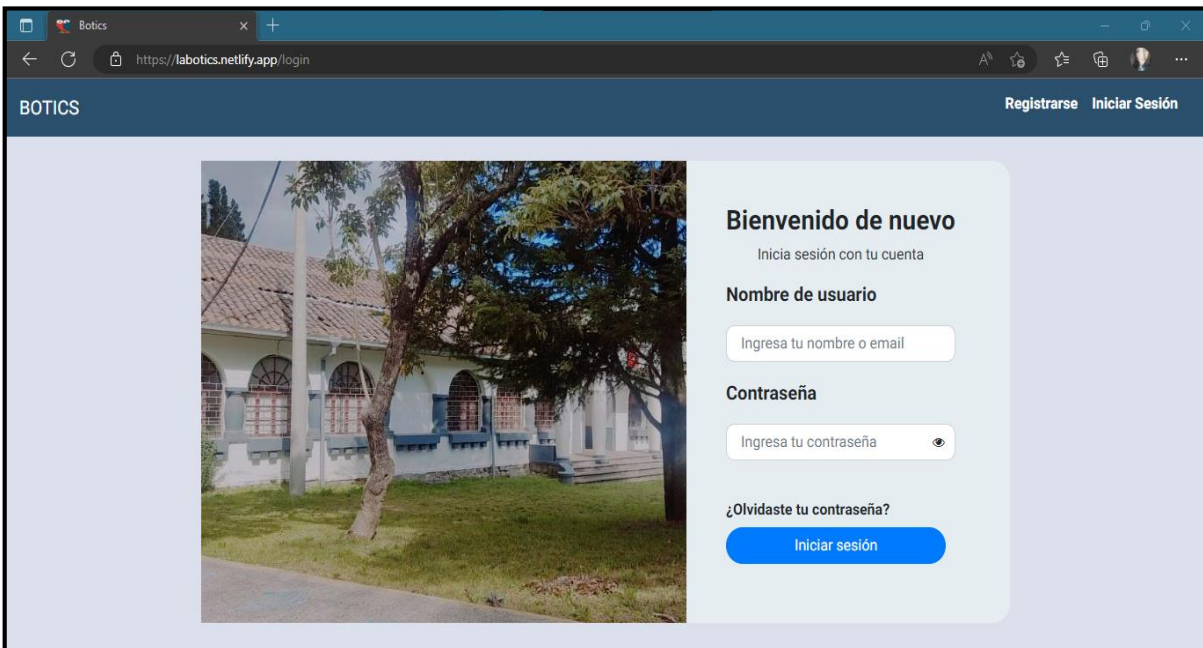 Botics
https://labotics.netlify.app/login
BOTICS
Registrarse Iniciar Sesión
Bienvenido de nuevo
Inicia sesión con tu cuenta
Nombre de usuario
Ingresa tu nombre o email
Contraseña
Ingresa tu contraseña
¿Olvidaste tu contraseña?
Iniciar sesión